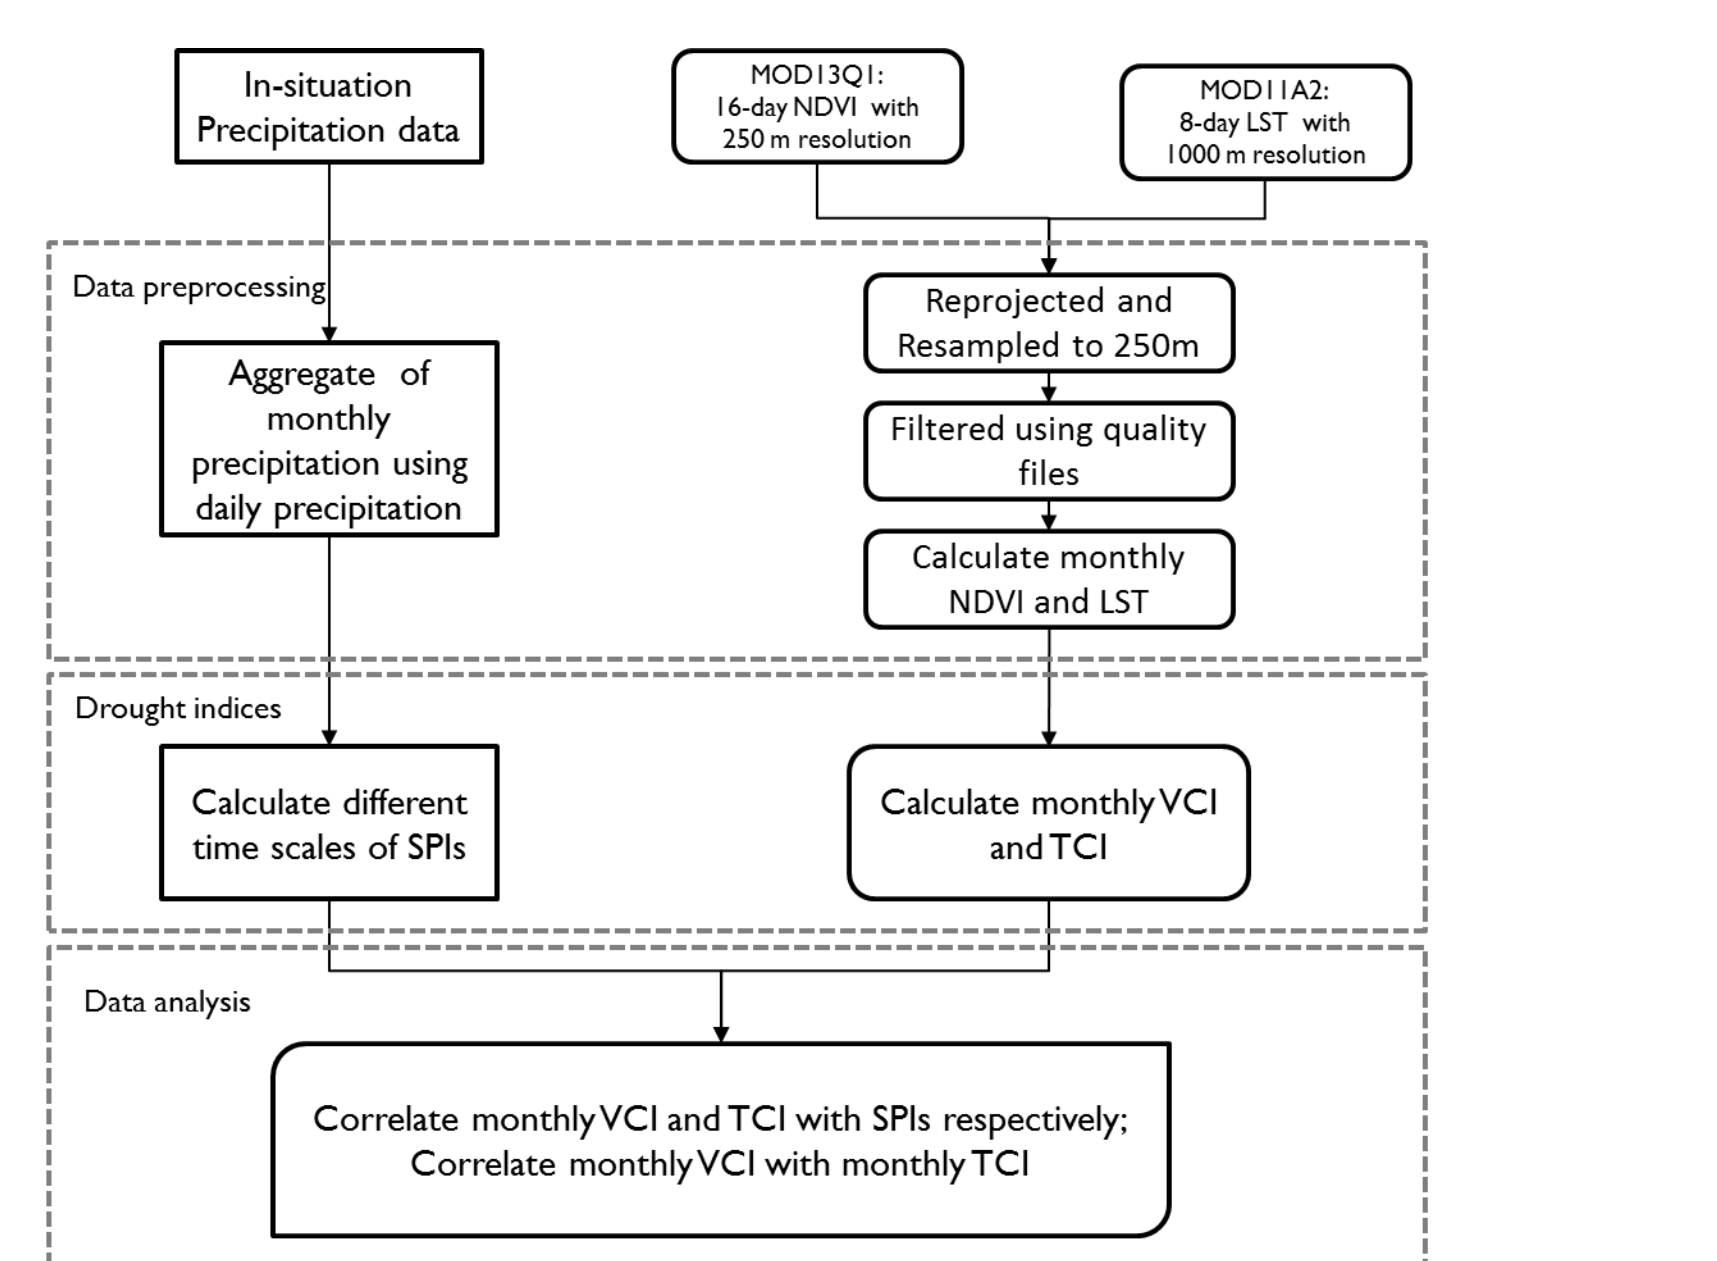 In-situation
Precipitation data
MOD13Q1:
16-day NDVI with
250 m resolution
MOD11A2:
8-day LST with
1000 m resolution
Data preprocessing
Reprojected and
Resampled to 250m
Aggregate of
monthly
precipitation using
daily precipitation
Filtered using quality
files
Calculate monthly
NDVI and LST
Drought indices
Calculate different
time scales of SPIs
Calculate monthly VCI
and TCI
Data analysis
Correlate monthly VCI and TCI with SPIs respectively;
Correlate monthly VCI with monthly TCI